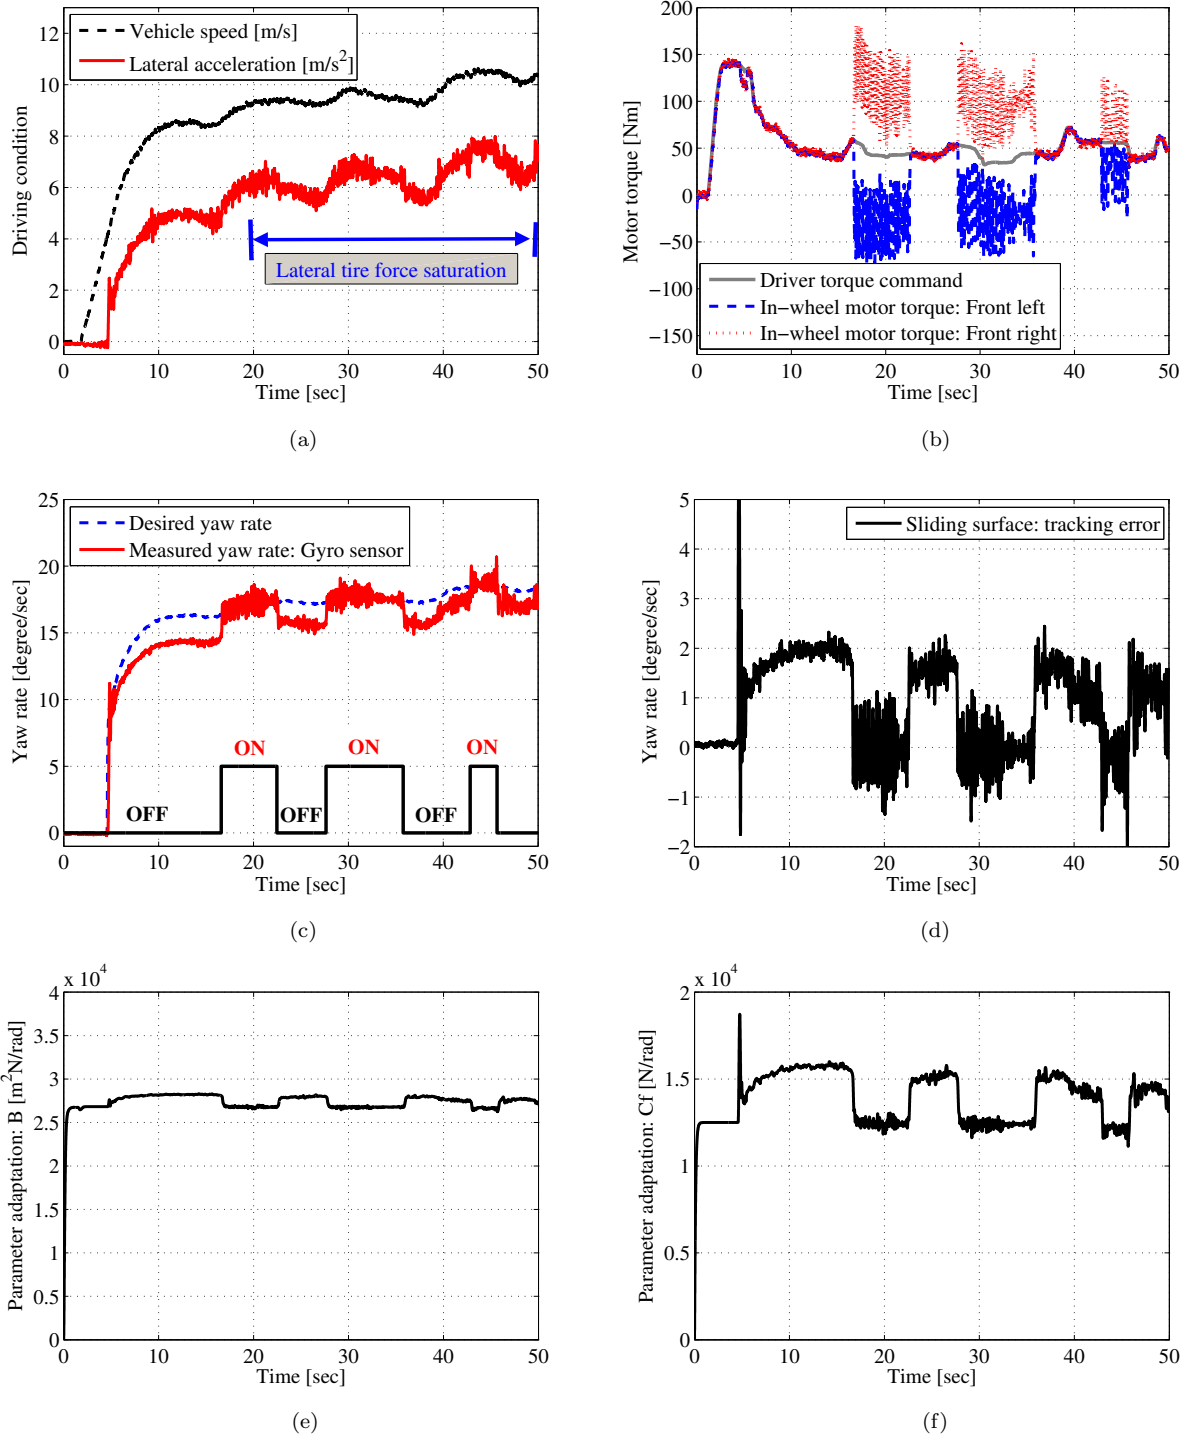 Driving condition
12
10
8
6
4
2
0
Vehicle speed [m/s]
Lateral acceleration [m/s²]
Lateral tire force saturation
0 10 20 30 40 50
Time [sec]
(a)
Motor torque [Nm]
200
150
100
50
0
−50
−100
−150
Driver torque command
In−wheel motor torque: Front left
In−wheel motor torque: Front right
0 10 20 30 40 50
Time [sec]
(b)
Yaw rate [degree/sec]
25
20
15
10
5
0
Desired yaw rate
Measured yaw rate: Gyro sensor
ON ON ON
OFF OFF OFF
0 10 20 30 40 50
Time [sec]
(c)
Yaw rate [degree/sec]
5
4
3
2
1
0
−1
−2
Sliding surface: tracking error
0 10 20 30 40 50
Time [sec]
(d)
Parameter adaptation: B [m²N/rad]
x 10⁴
4
3.5
3
2.5
2
1.5
1
0.5
0
0 10 20 30 40 50
Time [sec]
(e)
Parameter adaptation: Cf [N/rad]
x 10⁴
2
1.5
1
0.5
0
0 10 20 30 40 50
Time [sec]
(f)